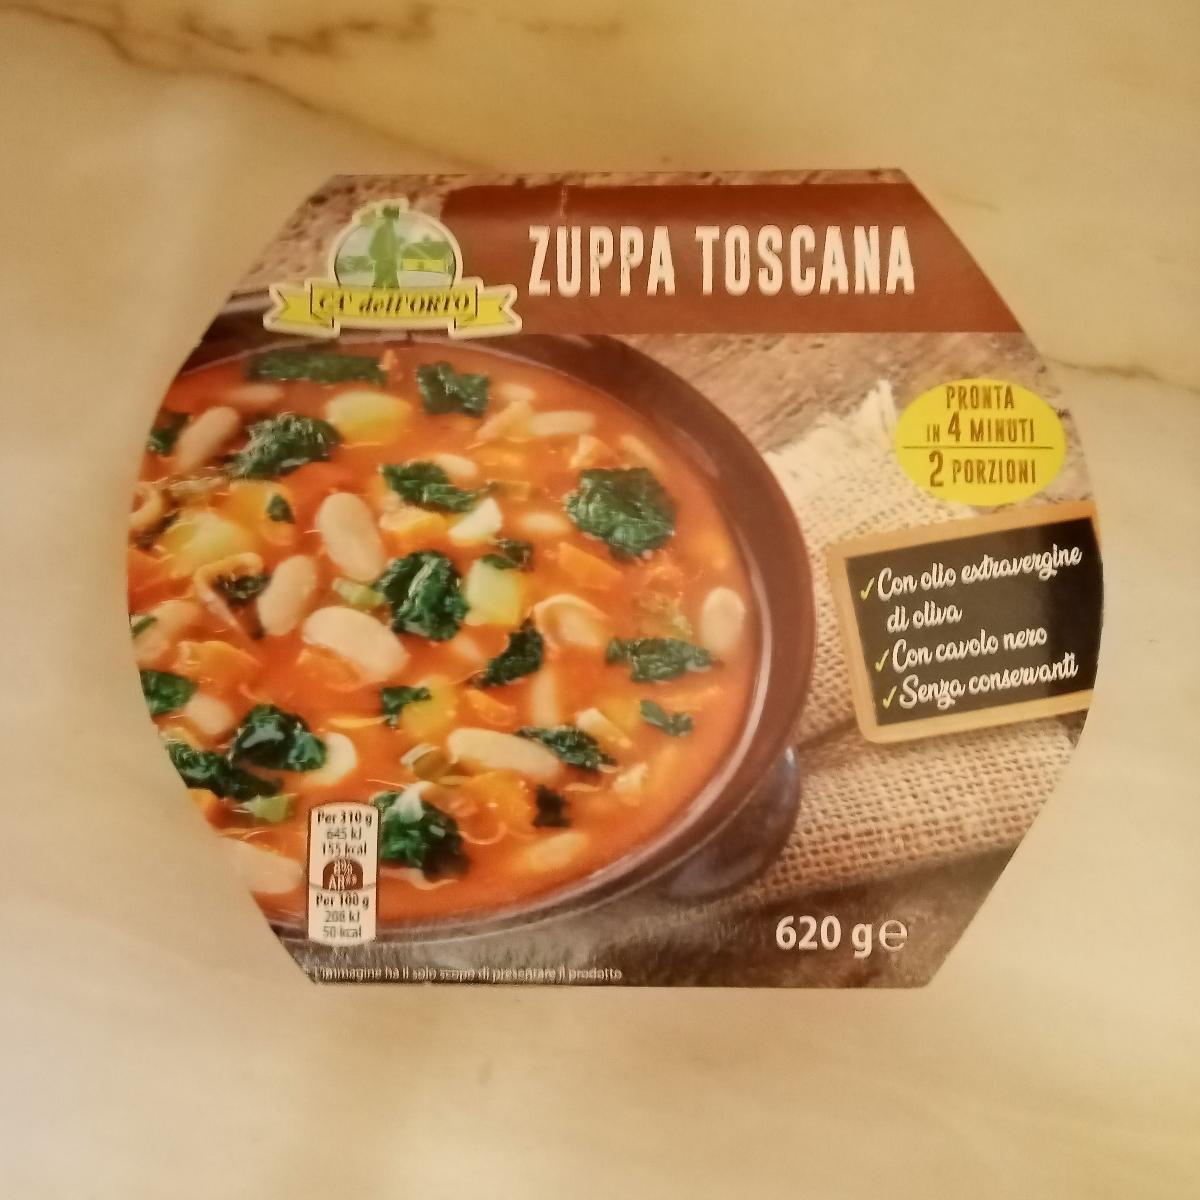 ZUPPA TOSCANA
CA' dell'ORTO
PRONTA
IN 4 MINUTI
2 PORZIONI
✓Con olio extravergine
di oliva
✓Con cavolo nero
✓Senza conservanti
Per 310 g
645 kJ
155 kcal
8%
AR**
Per 100 g
208 kJ
50 kcal
620 g e
L'immagine ha il solo scopo di presentare il prodotto